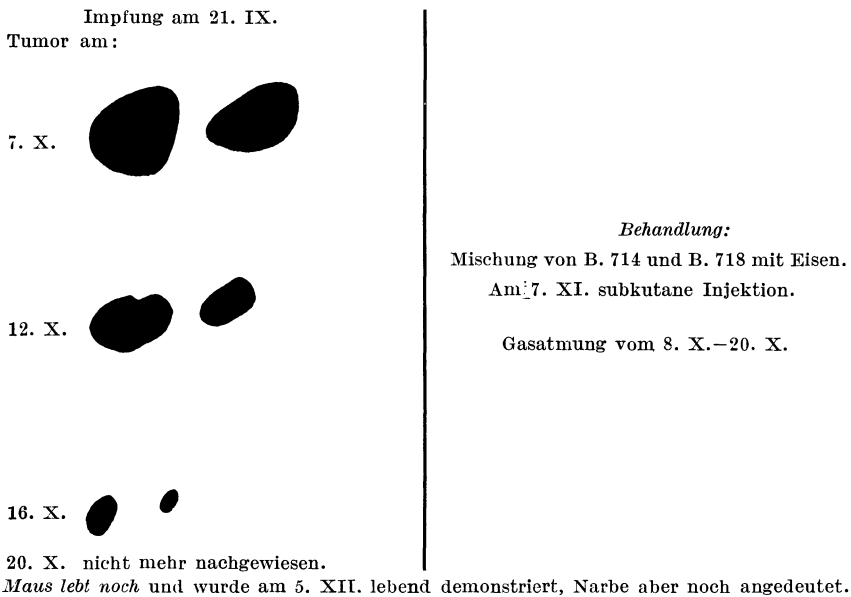 Impfung am 21. IX.
Tumor am:
7. X.
12. X.
16. X.
20. X. nicht mehr nachgewiesen.
Behandlung:
Mischung von B. 714 und B. 718 mit Eisen.
Am 7. XI. subkutane Injektion.
Gasatmung vom 8. X.—20. X.
Maus lebt noch und wurde am 5. XII. lebend demonstriert, Narbe aber noch angedeutet.